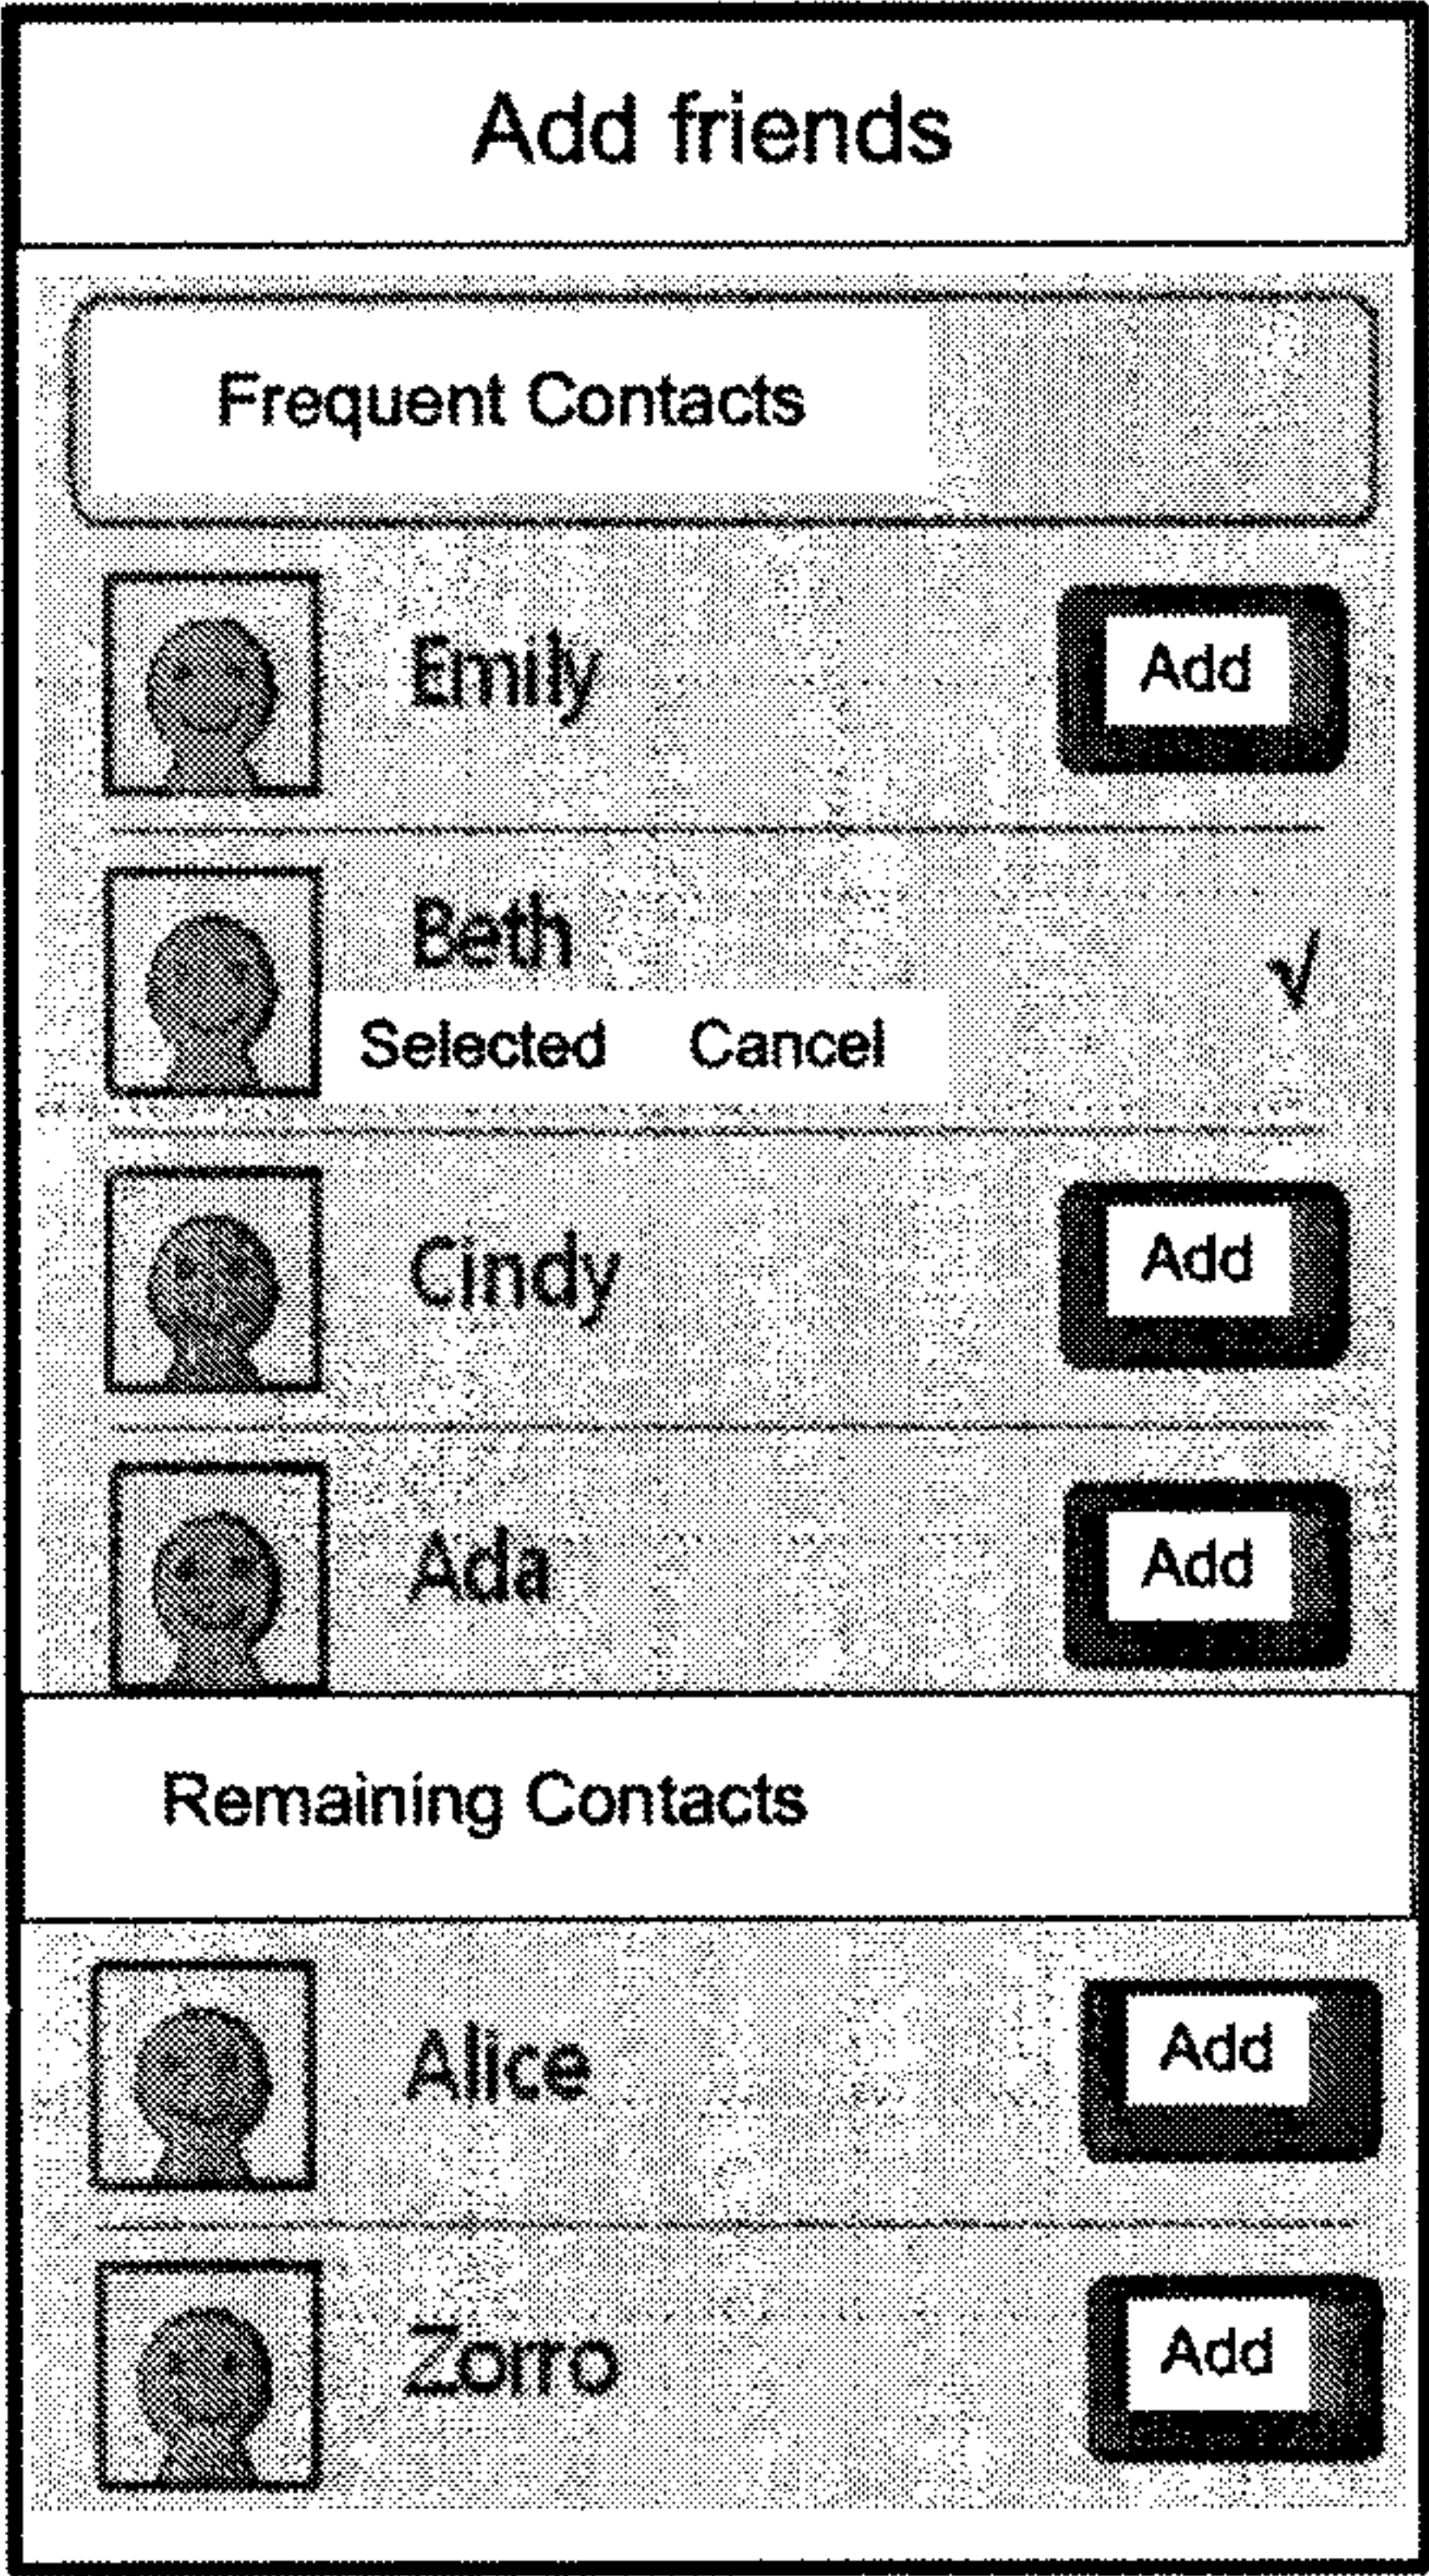 Add friends
Frequent Contacts
Emily Add
Beth √
Selected Cancel
Cindy Add
Ada Add
Remaining Contacts
Alice Add
Zorro Add